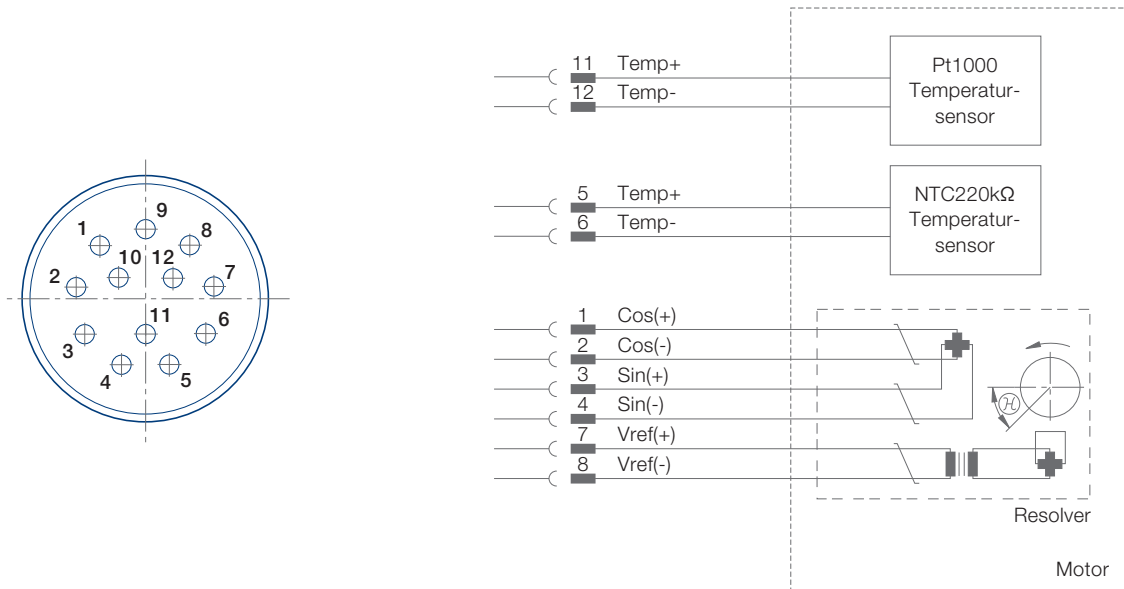 9
1
8
10
12
2
7
11
3
6
4
5
11 Temp+
12 Temp-
Pt1000
Temperatur-
sensor
5 Temp+
6 Temp-
NTC220kΩ
Temperatur-
sensor
1 Cos(+)
2 Cos(-)
3 Sin(+)
4 Sin(-)
7 Vref(+)
8 Vref(-)
Resolver
Motor